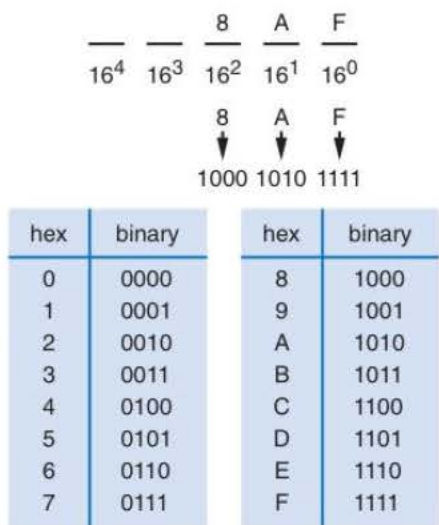 8 A F
16⁴ 16³ 16² 16¹ 16⁰
8 A F
1000 1010 1111
hex binary hex binary
0 0000 8 1000
1 0001 9 1001
2 0010 A 1010
3 0011 B 1011
4 0100 C 1100
5 0101 D 1101
6 0110 E 1110
7 0111 F 1111